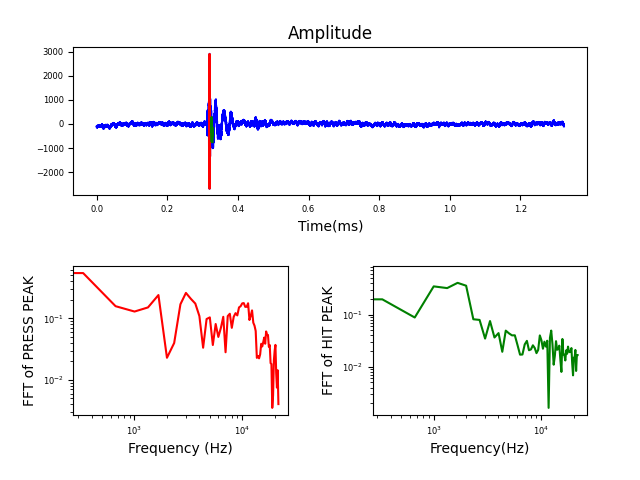 Amplitude
3000
2000
1000
0
−1000
−2000
0.0 0.2 0.4 0.6 0.8 1.0 1.2
Time(ms)
FFT of PRESS PEAK
10⁻¹
10⁻²
10³ 10⁴
Frequency (Hz)
FFT of HIT PEAK
10⁻¹
10⁻²
10³ 10⁴
Frequency(Hz)